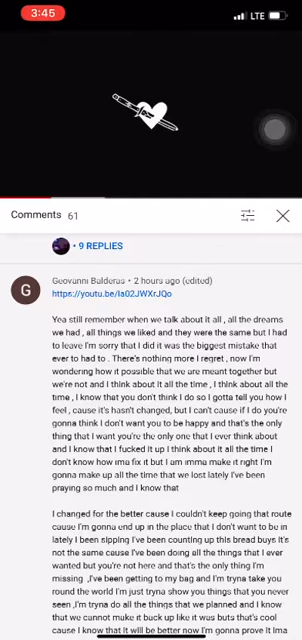 3:45
LTE
Comments 61
9 REPLIES
G
Geovanni Balderas • 2 hours ago (edited)
https://youtu.be/Ia02JWXrJQo
Yea still remember when we talk about it all , all the dreams
we had , all things we liked and they were the same but I had
to leave I'm sorry that I did it was the biggest mistake that
ever to had to . There's nothing more I regret , now I'm
wondering how it possible that we are meant together but
we're not and I think about it all the time , I think about all the
time , I know that you don't think I do so I gotta tell you how I
feel , cause it's hasn't changed, but I can't cause if I do you're
gonna think I don't want you to be happy and that's the only
thing that I want you're the only one that I ever think about
and I know that I fucked it up I think about it all the time I
don't know how ima fix it but I am imma make it right I'm
gonna make up all the time that we lost lately I've been
praying so much and I know that
I changed for the better cause I couldn't keep going that route
cause I'm gonna end up in the place that I don't want to be in
lately I been sipping I've been counting up this bread buys it's
not the same cause I've been doing all the things that I ever
wanted but you're not here and that's the only thing I'm
missing ,I've been getting to my bag and I'm tryna take you
round the world I'm just tryna show you things that you never
seen ,I'm tryna do all the things that we planned and I know
that we cannot make it back up like it was buts that's cool
cause I know that It will be better now I'm gonna prove it Ima